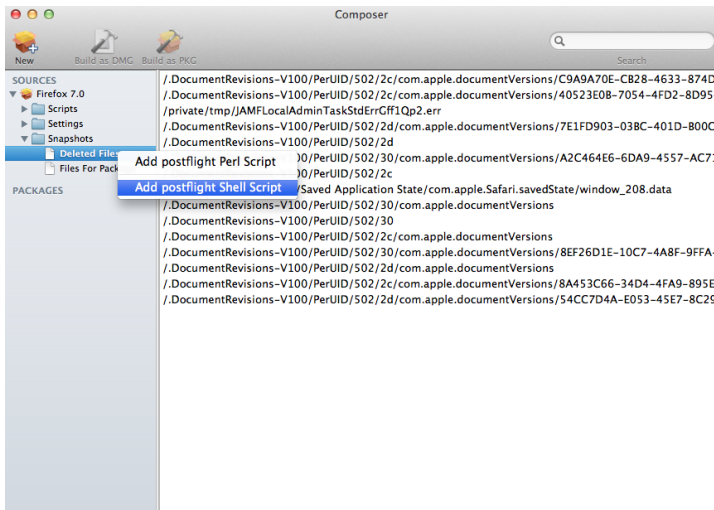 Composer
New
Build as DMG
Build as PKG
Search
SOURCES
Firefox 7.0
Scripts
Settings
Snapshots
Deleted Files
Files For Pack
PACKAGES
Add postflight Perl Script
Add postflight Shell Script
/.DocumentRevisions-V100/PerUID/502/2c/com.apple.documentVersions/C9A9A70E-CB28-4633-874D
/.DocumentRevisions-V100/PerUID/502/2c/com.apple.documentVersions/40523E0B-7054-4FD2-8D95
/private/tmp/JAMFLocalAdminTaskStdErrGff1Qp2.err
/.DocumentRevisions-V100/PerUID/502/2d/com.apple.documentVersions/7E1FD903-03BC-401D-B00C
/.DocumentRevisions-V100/PerUID/502/2d
00/PerUID/502/30/com.apple.documentVersions/A2C464E6-6DA9-4557-AC71
00/PerUID/502/2c
/Saved Application State/com.apple.Safari.savedState/window_208.data
/.DocumentRevisions-V100/PerUID/502/30/com.apple.documentVersions
/.DocumentRevisions-V100/PerUID/502/30
/.DocumentRevisions-V100/PerUID/502/2c/com.apple.documentVersions
/.DocumentRevisions-V100/PerUID/502/30/com.apple.documentVersions/8EF26D1E-10C7-4A8F-9FFA-
/.DocumentRevisions-V100/PerUID/502/2d/com.apple.documentVersions
/.DocumentRevisions-V100/PerUID/502/2c/com.apple.documentVersions/8A453C66-34D4-4FA9-895E
/.DocumentRevisions-V100/PerUID/502/2d/com.apple.documentVersions/54CC7D4A-E053-45E7-8C29